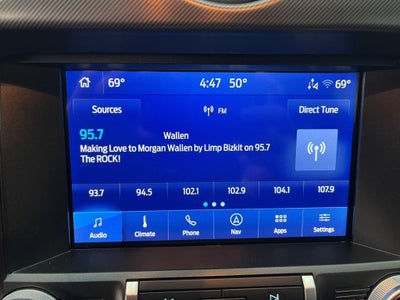 69° 4:47 50° 69°
Sources FM Direct Tune
95.7 Wallen
Making Love to Morgan Wallen by Limp Bizkit on 95.7
The ROCK!
93.7 94.5 102.1 102.9 104.1 107.9
Audio Climate Phone Nav Apps Settings